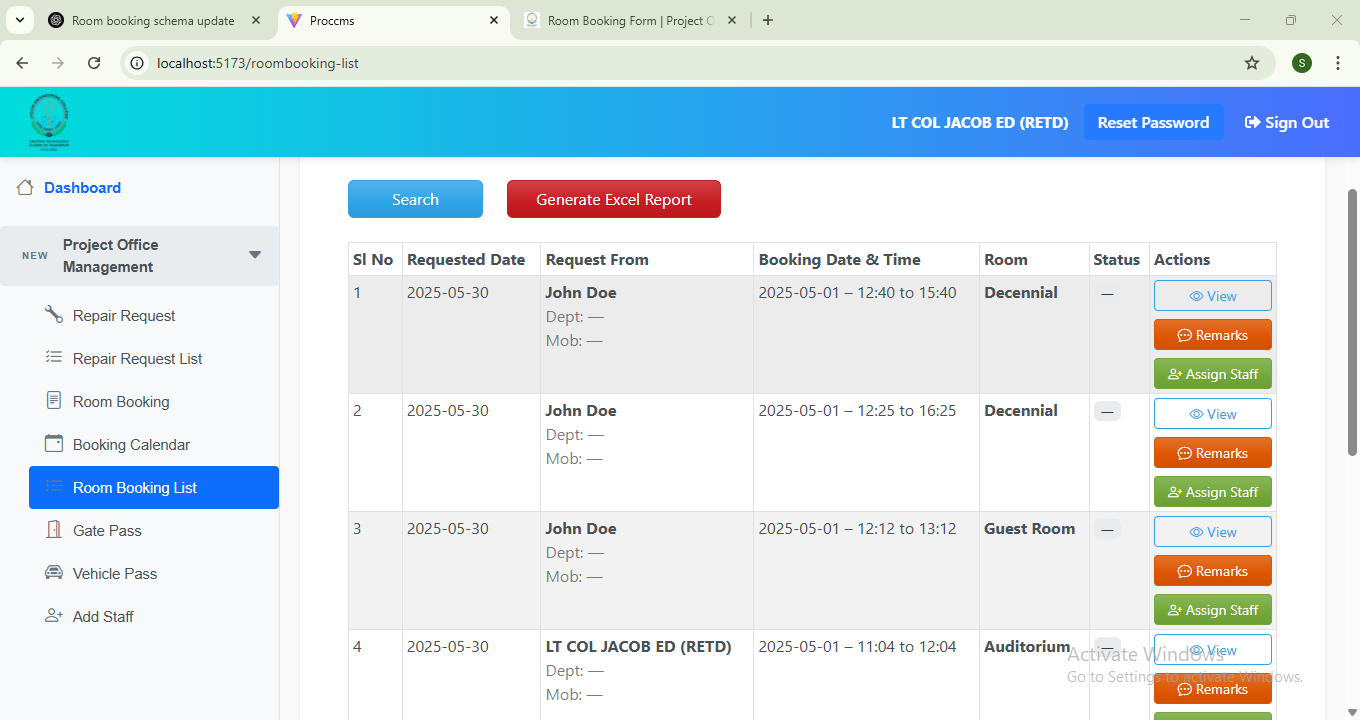 Room booking schema update
Proccms
Room Booking Form | Project O
localhost:5173/roombooking-list
S
LT COL JACOB ED (RETD)
Reset Password
Sign Out
Dashboard
NEW
Project Office
Management
Repair Request
Repair Request List
Room Booking
Booking Calendar
Room Booking List
Gate Pass
Vehicle Pass
Add Staff
Search
Generate Excel Report
Sl No Requested Date Request From Booking Date & Time Room Status Actions
1 2025-05-30 John Doe 2025-05-01 – 12:40 to 15:40 Decennial — View
Dept: —
Mob: —
Remarks
Assign Staff
2 2025-05-30 John Doe 2025-05-01 – 12:25 to 16:25 Decennial — View
Dept: —
Mob: —
Remarks
Assign Staff
3 2025-05-30 John Doe 2025-05-01 – 12:12 to 13:12 Guest Room — View
Dept: —
Mob: —
Remarks
Assign Staff
4 2025-05-30 LT COL JACOB ED (RETD) 2025-05-01 – 11:04 to 12:04 Auditorium — View
Dept: —
Mob: —
Remarks
Activate Windows
Go to Settings to activate Windows.